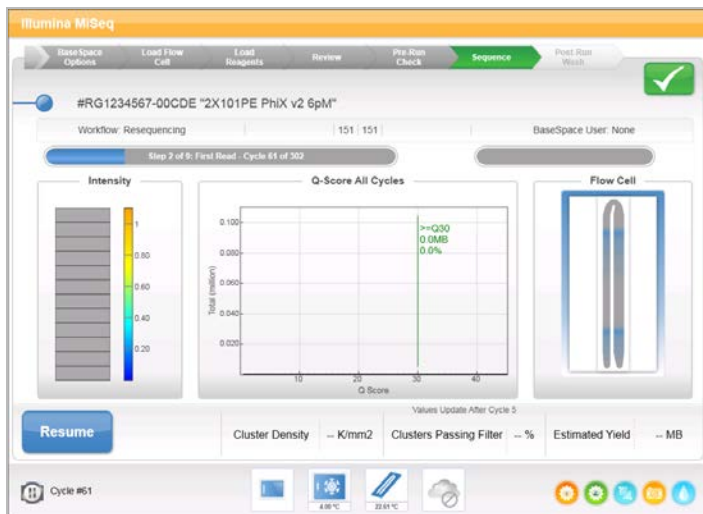 Illumina MiSeq
BaseSpace Options
Load Flow Cell
Load Reagents
Review
Pre-Run Check
Sequence
Post Run Wash
#RG1234567-00CDE "2X101PE PhiX v2 6pM"
Workflow: Resequencing | 151 | 151 | BaseSpace User: None
Step 2 of 9: First Read - Cycle 61 of 302
Intensity
1
0.80
0.60
0.40
0.20
Q-Score All Cycles
Total (million)
0.100
0.080
0.060
0.040
0.020
>=Q30
0.0MB
0.0%
10 20 30 40
Q Score
Flow Cell
Values Update After Cycle 5
Resume
Cluster Density -- K/mm2
Clusters Passing Filter -- %
Estimated Yield -- MB
Cycle #61
4.00 °C
22.61 °C